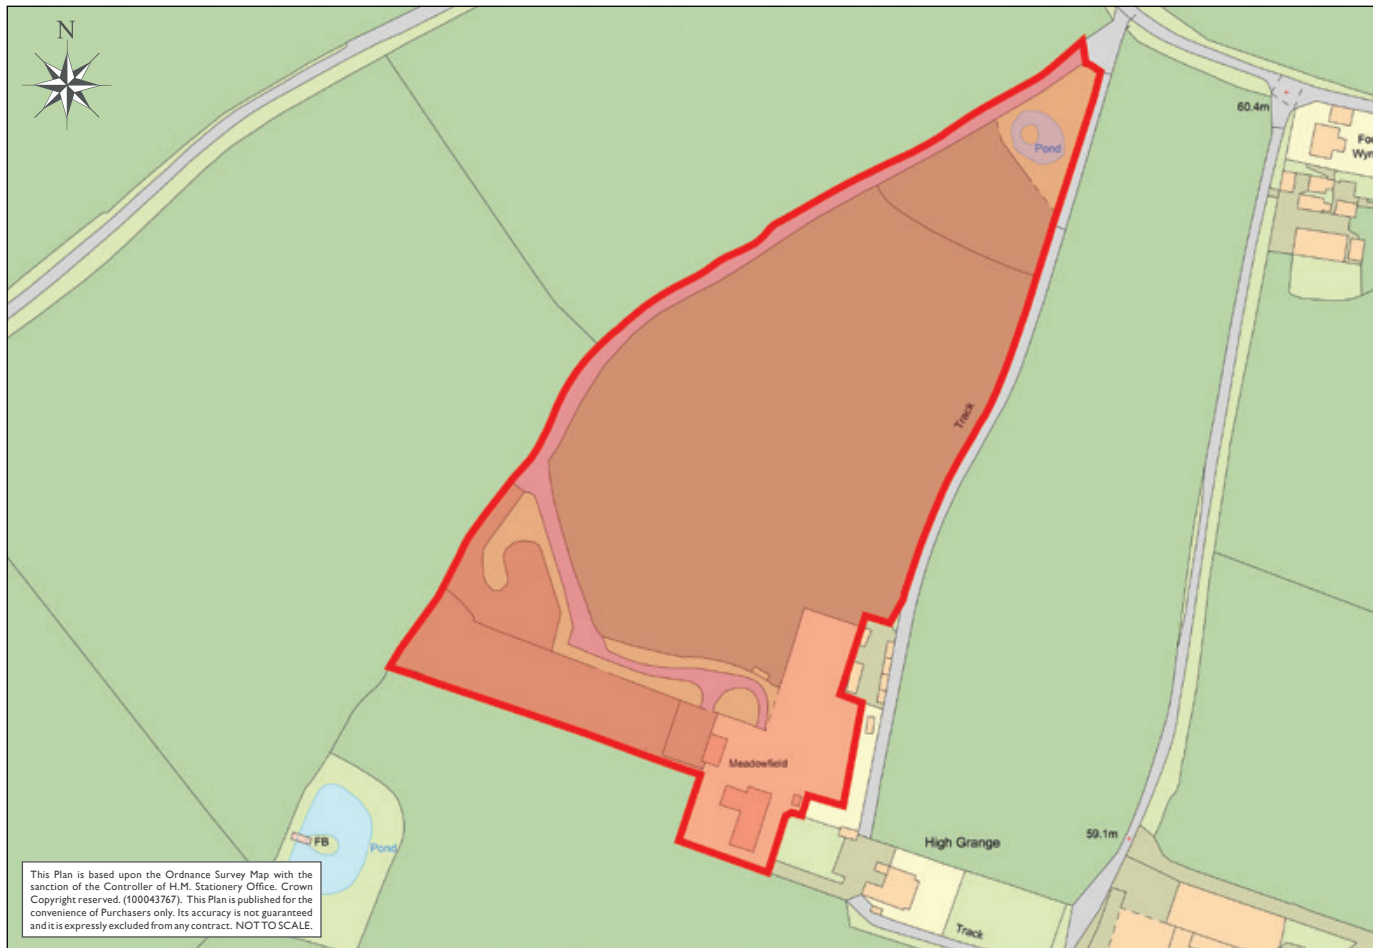 N
60.4m
Pond
Track
Meadowfield
59.1m
High Grange
FB
Pond
Track
This Plan is based upon the Ordnance Survey Map with the
sanction of the Controller of H.M. Stationery Office. Crown
Copyright reserved. (100043767). This Plan is published for the
convenience of Purchasers only. Its accuracy is not guaranteed
and it is expressly excluded from any contract. NOT TO SCALE.